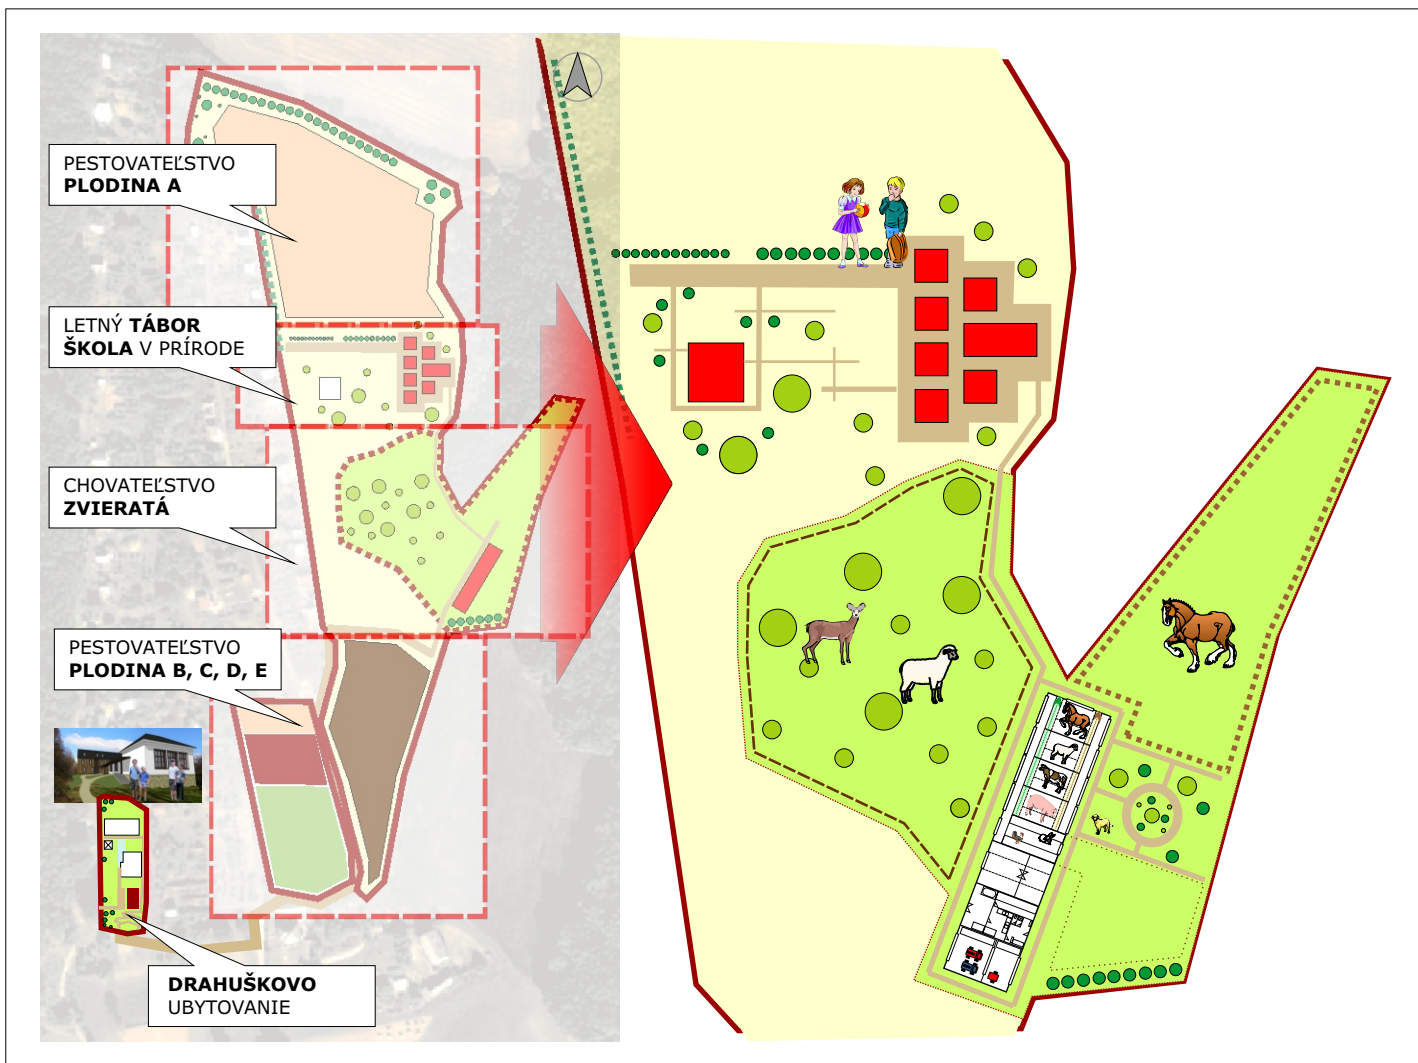 PESTOVATEĽSTVO
PLODINA A
LETNÝ TÁBOR
ŠKOLA V PRÍRODE
CHOVATEĽSTVO
ZVIERATÁ
PESTOVATEĽSTVO
PLODINA B, C, D, E
DRAHUŠKOVO
UBYTOVANIE